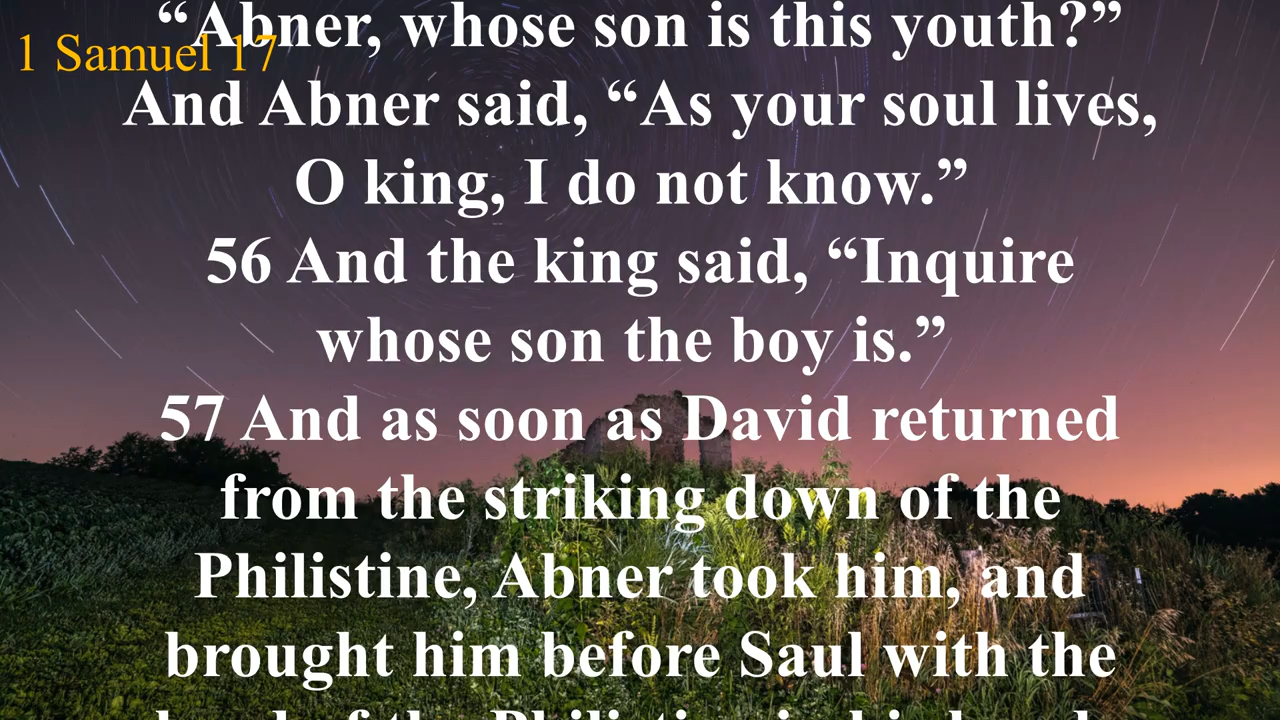 “Abner, whose son is this youth?”
1 Samuel 17
And Abner said, “As your soul lives,
O king, I do not know.”
56 And the king said, “Inquire
whose son the boy is.”
57 And as soon as David returned
from the striking down of the
Philistine, Abner took him, and
brought him before Saul with the